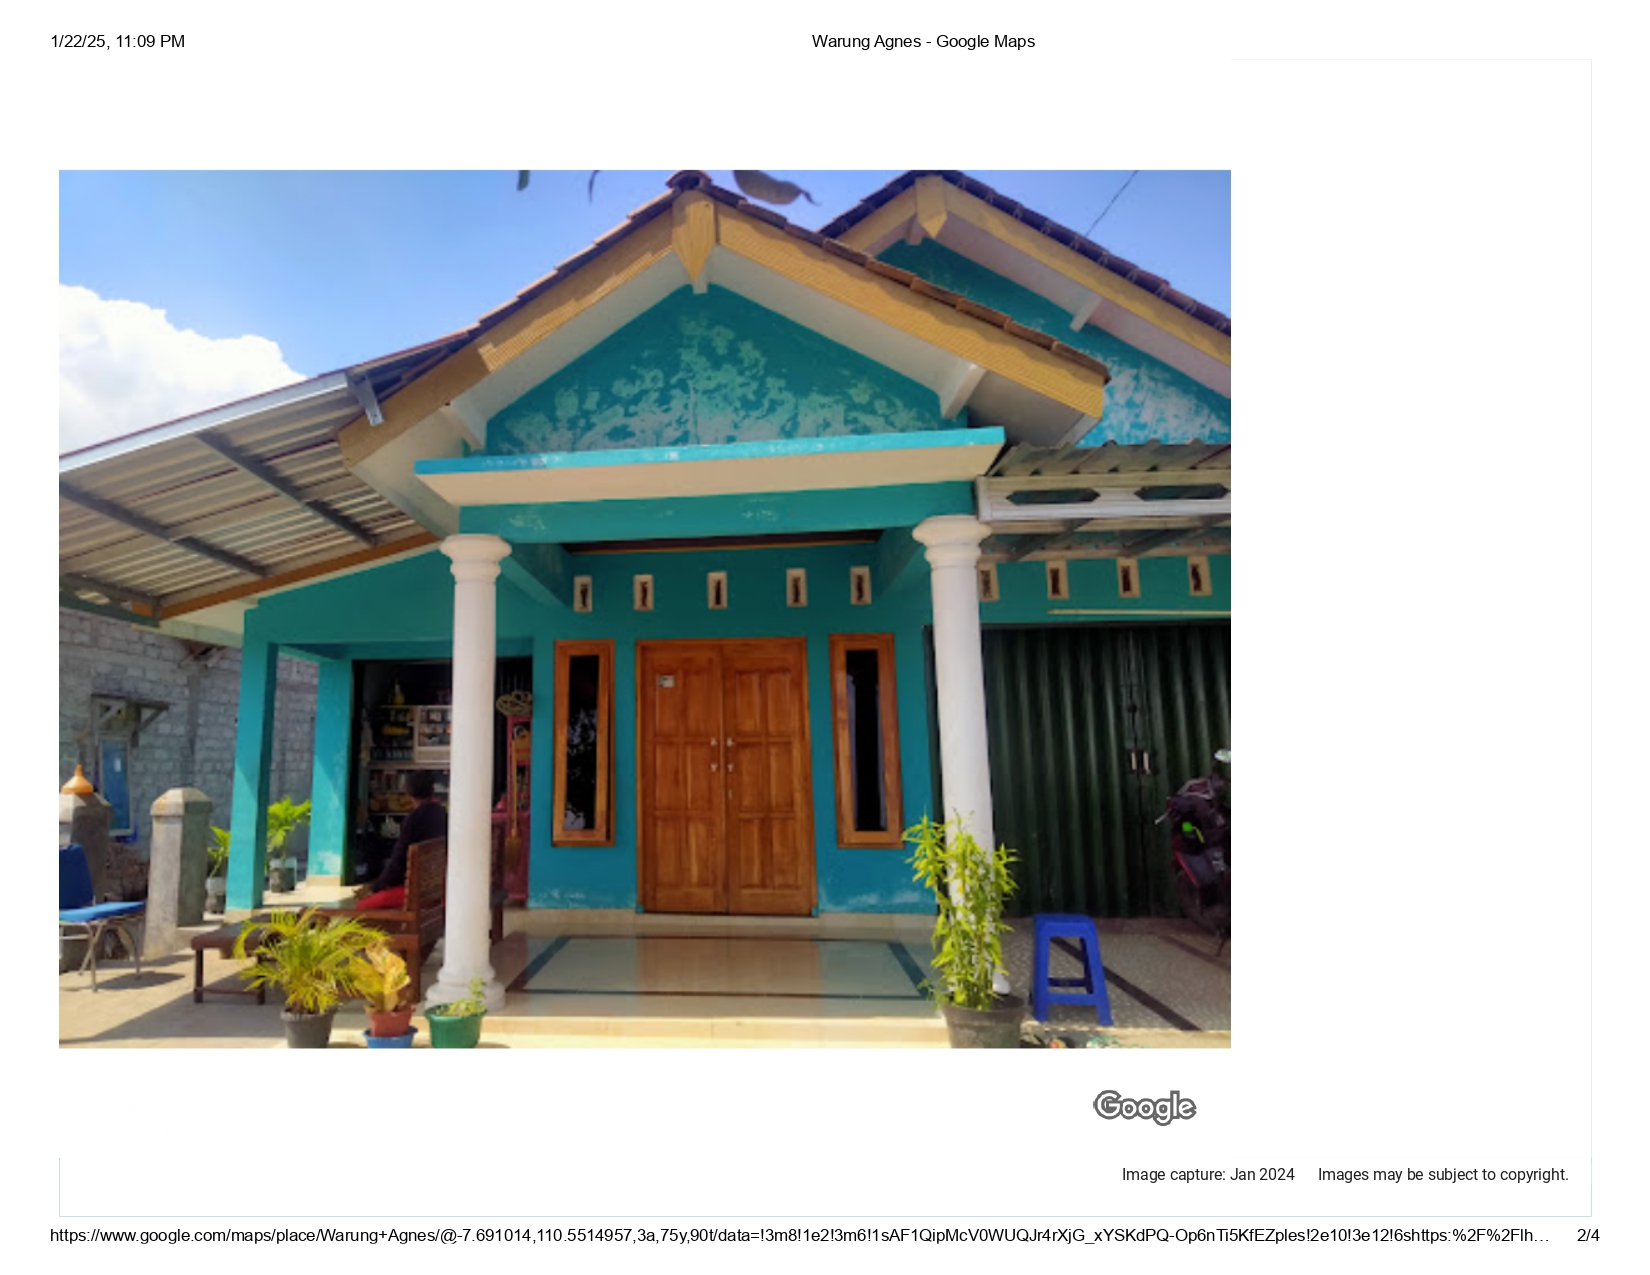 1/22/25, 11:09 PM
Warung Agnes - Google Maps
Google
Image capture: Jan 2024 Images may be subject to copyright.
https://www.google.com/maps/place/Warung+Agnes/@-7.691014,110.5514957,3a,75y,90t/data=!3m8!1e2!3m6!1sAF1QipMcV0WUQJr4rXjG_xYSKdPQ-Op6nTi5KfEZples!2e10!3e12!6shttps:%2F%2Flh…
2/4